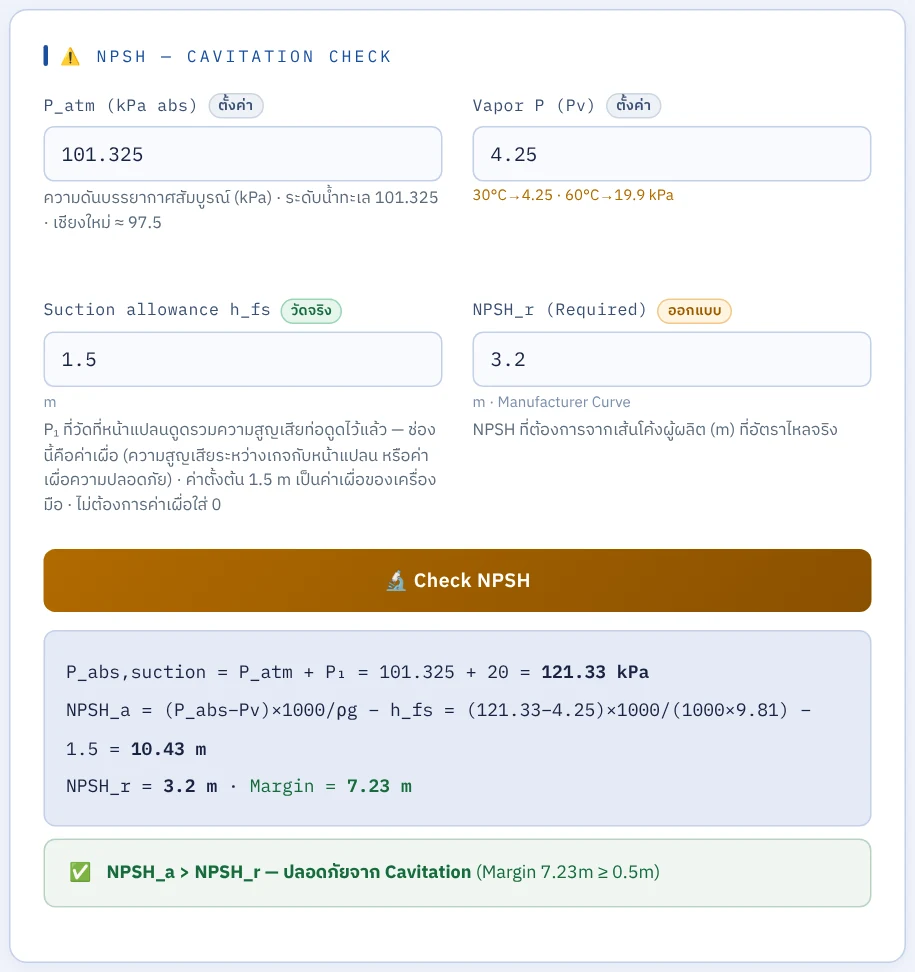 ⚠️ NPSH — CAVITATION CHECK
P_atm (kPa abs) ตั้งค่า
101.325
ความดันบรรยากาศสัมบูรณ์ (kPa) · ระดับน้ำทะเล 101.325
· เชียงใหม่ ≈ 97.5
Vapor P (Pv) ตั้งค่า
4.25
30°C→4.25 · 60°C→19.9 kPa
Suction allowance h_fs วัดจริง
1.5
m
P₁ ที่วัดที่หน้าแปลนดูดรวมความสูญเสียท่อดูดไว้แล้ว — ช่อง
นี้คือค่าเผื่อ (ความสูญเสียระหว่างเกจกับหน้าแปลน หรือค่า
เผื่อความปลอดภัย) · ค่าตั้งต้น 1.5 m เป็นค่าเผื่อของเครื่อง
มือ · ไม่ต้องการค่าเผื่อใส่ 0
NPSH_r (Required) ออกแบบ
3.2
m · Manufacturer Curve
NPSH ที่ต้องการจากเส้นโค้งผู้ผลิต (m) ที่อัตราไหลจริง
🔬 Check NPSH
P_abs,suction = P_atm + P₁ = 101.325 + 20 = 121.33 kPa
NPSH_a = (P_abs−Pv)×1000/ρg − h_fs = (121.33−4.25)×1000/(1000×9.81) −
1.5 = 10.43 m
NPSH_r = 3.2 m · Margin = 7.23 m
✅ NPSH_a > NPSH_r — ปลอดภัยจาก Cavitation (Margin 7.23m ≥ 0.5m)